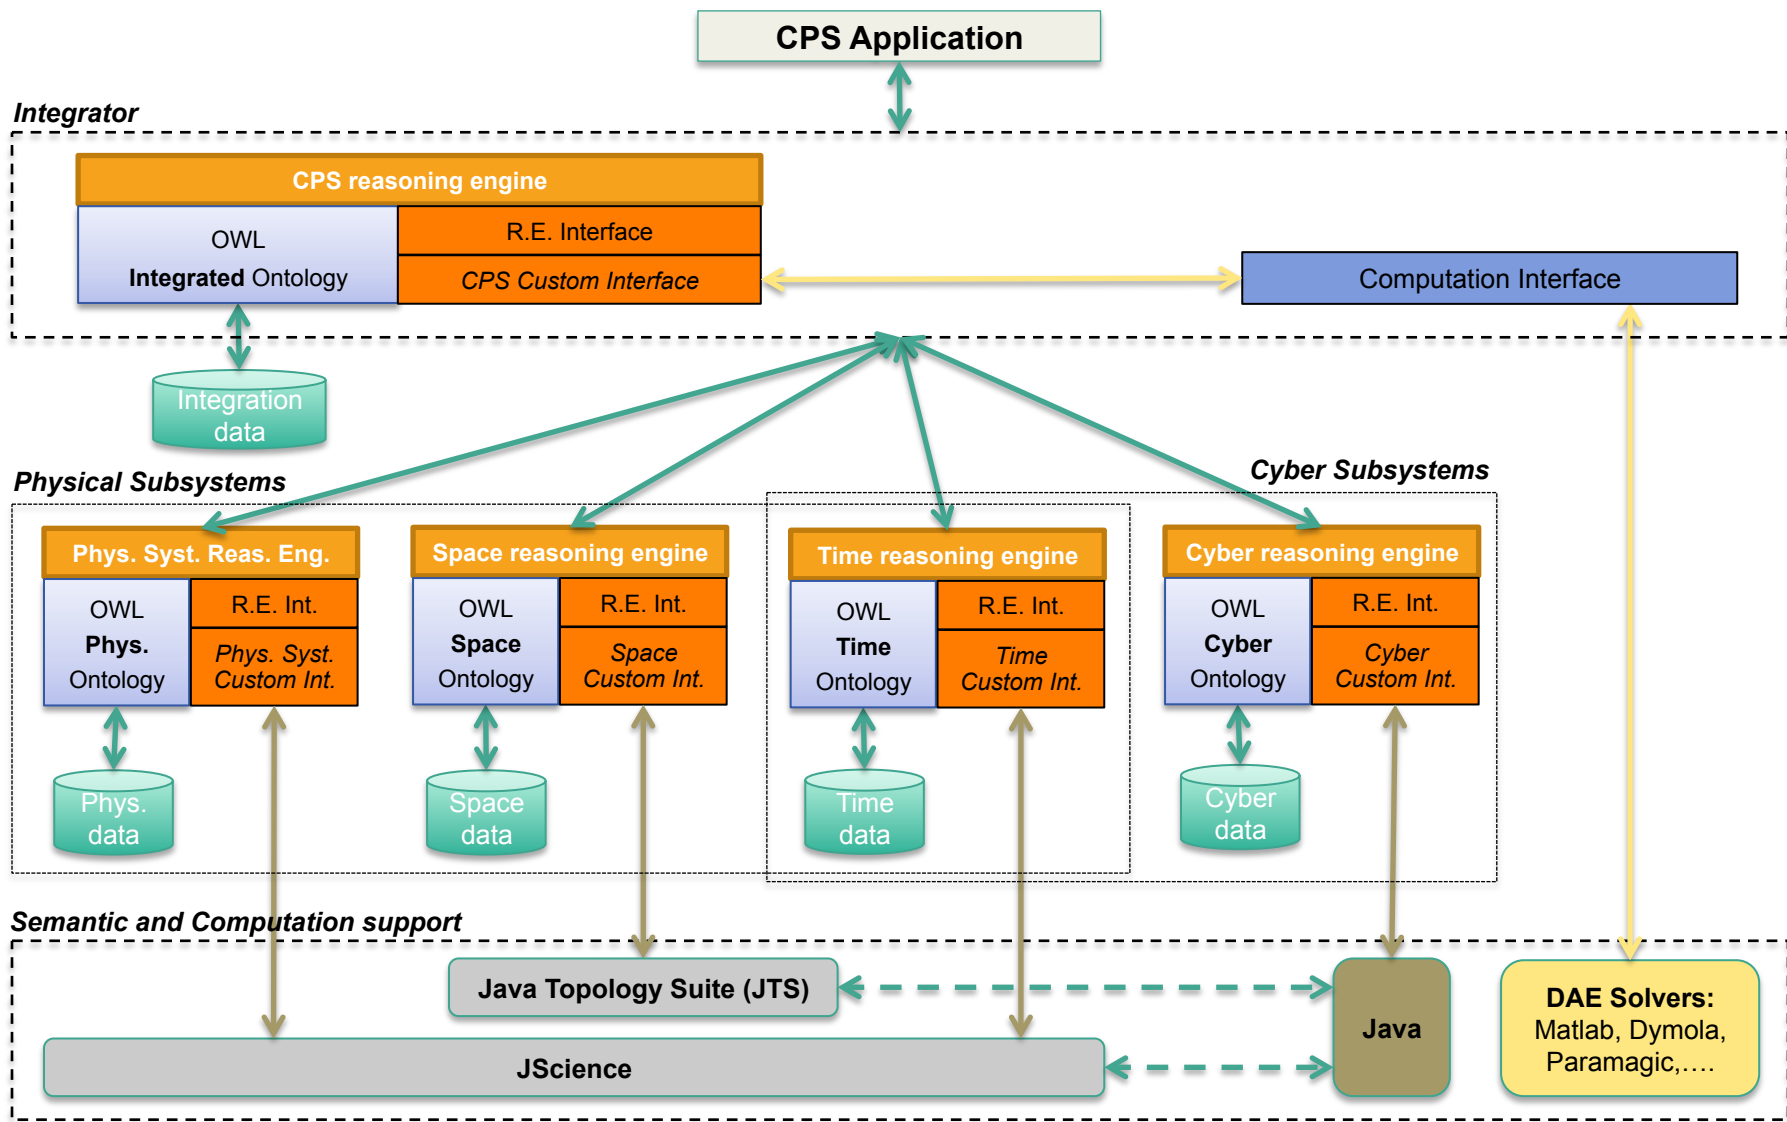 CPS Application
Integrator
CPS reasoning engine
OWL
Integrated Ontology
R.E. Interface
CPS Custom Interface
Computation Interface
Integration
data
Physical Subsystems
Cyber Subsystems
Phys. Syst. Reas. Eng.
OWL
Phys.
Ontology
R.E. Int.
Phys. Syst.
Custom Int.
Phys.
data
Space reasoning engine
OWL
Space
Ontology
R.E. Int.
Space
Custom Int.
Space
data
Time reasoning engine
OWL
Time
Ontology
R.E. Int.
Time
Custom Int.
Time
data
Cyber reasoning engine
OWL
Cyber
Ontology
R.E. Int.
Cyber
Custom Int.
Cyber
data
Semantic and Computation support
Java Topology Suite (JTS)
JScience
Java
DAE Solvers:
Matlab, Dymola,
Paramagic,….